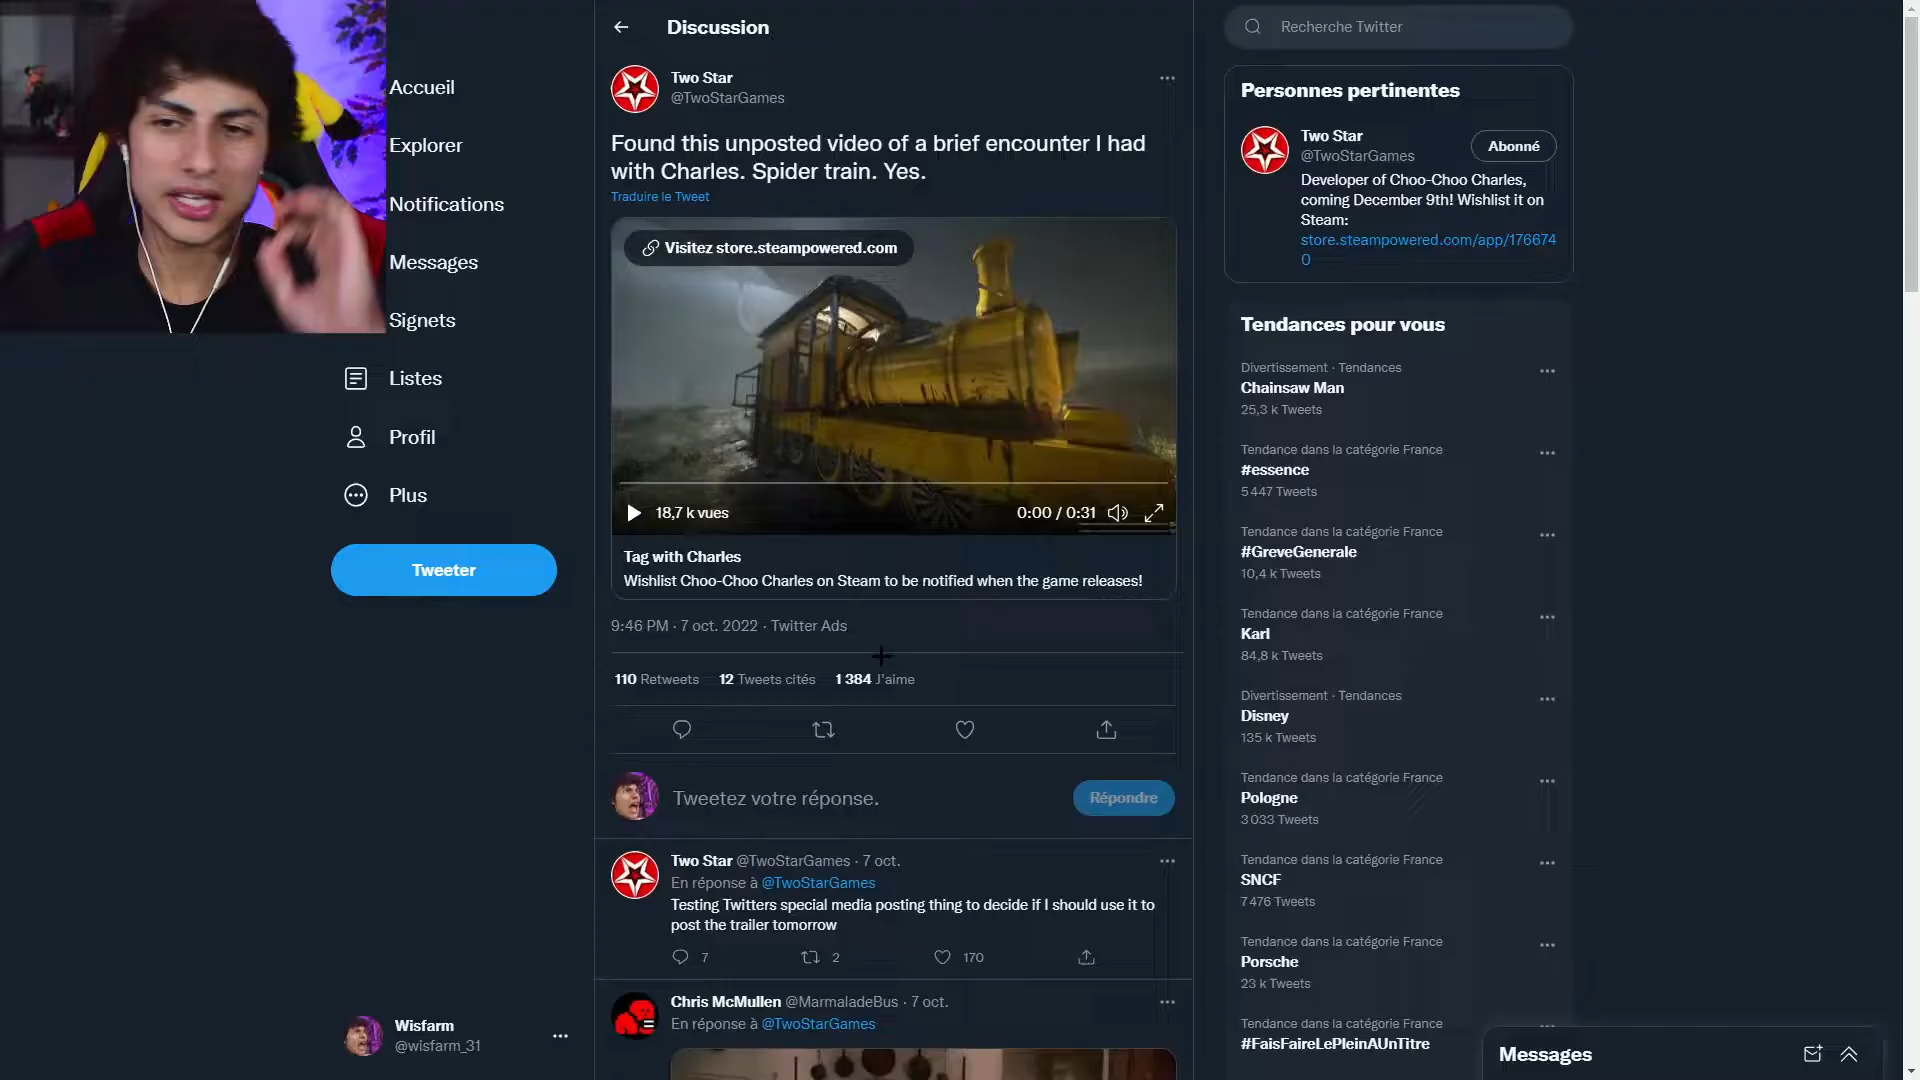 Accueil
Explorer
Notifications
Messages
Signets
Listes
Profil
Plus
Tweeter
Wisfarm
@wisfarm_31
Discussion
Two Star
@TwoStarGames
Found this unposted video of a brief encounter I had
with Charles. Spider train. Yes.
Traduire le Tweet
Visitez store.steampowered.com
18,7 k vues
0:00 / 0:31
Tag with Charles
Wishlist Choo-Choo Charles on Steam to be notified when the game releases!
9:46 PM · 7 oct. 2022 · Twitter Ads
110 Retweets 12 Tweets cités 1 384 J'aime
Tweetez votre réponse.
Répondre
Two Star @TwoStarGames · 7 oct.
En réponse à @TwoStarGames
Testing Twitters special media posting thing to decide if I should use it to
post the trailer tomorrow
7 2 170
Chris McMullen @MarmaladeBus · 7 oct.
En réponse à @TwoStarGames
Recherche Twitter
Personnes pertinentes
Two Star
@TwoStarGames
Abonné
Developer of Choo-Choo Charles,
coming December 9th! Wishlist it on
Steam:
store.steampowered.com/app/176674
0
Tendances pour vous
Divertissement · Tendances
Chainsaw Man
25,3 k Tweets
Tendance dans la catégorie France
#essence
5 447 Tweets
Tendance dans la catégorie France
#GreveGenerale
10,4 k Tweets
Tendance dans la catégorie France
Karl
84,8 k Tweets
Divertissement · Tendances
Disney
135 k Tweets
Tendance dans la catégorie France
Pologne
3 033 Tweets
Tendance dans la catégorie France
SNCF
7 476 Tweets
Tendance dans la catégorie France
Porsche
23 k Tweets
Tendance dans la catégorie France
#FaisFaireLePleinAUnTitre
Messages